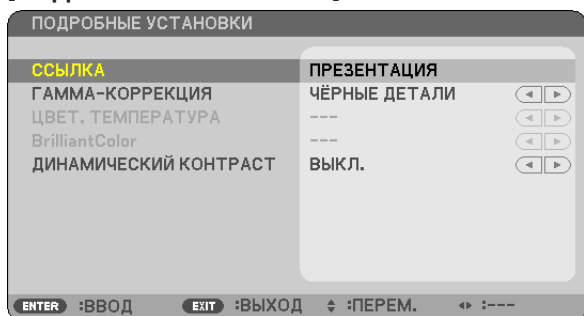 ПОДРОБНЫЕ УСТАНОВКИ
ССЫЛКА ПРЕЗЕНТАЦИЯ
ГАММА-КОРРЕКЦИЯ ЧЁРНЫЕ ДЕТАЛИ
ЦВЕТ. ТЕМПЕРАТУРА ---
BrilliantColor ---
ДИНАМИЧЕСКИЙ КОНТРАСТ ВЫКЛ.
ENTER :ВВОД EXIT :ВЫХОД :ПЕРЕМ. :---